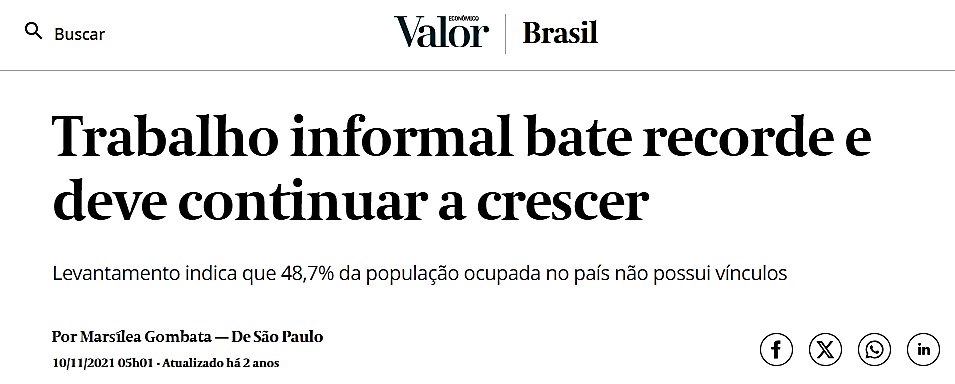 Buscar
Valor ECONÔMICO Brasil
Trabalho informal bate recorde e
deve continuar a crescer
Levantamento indica que 48,7% da população ocupada no país não possui vínculos
Por Marsílea Gombata — De São Paulo
10/11/2021 05h01 · Atualizado há 2 anos